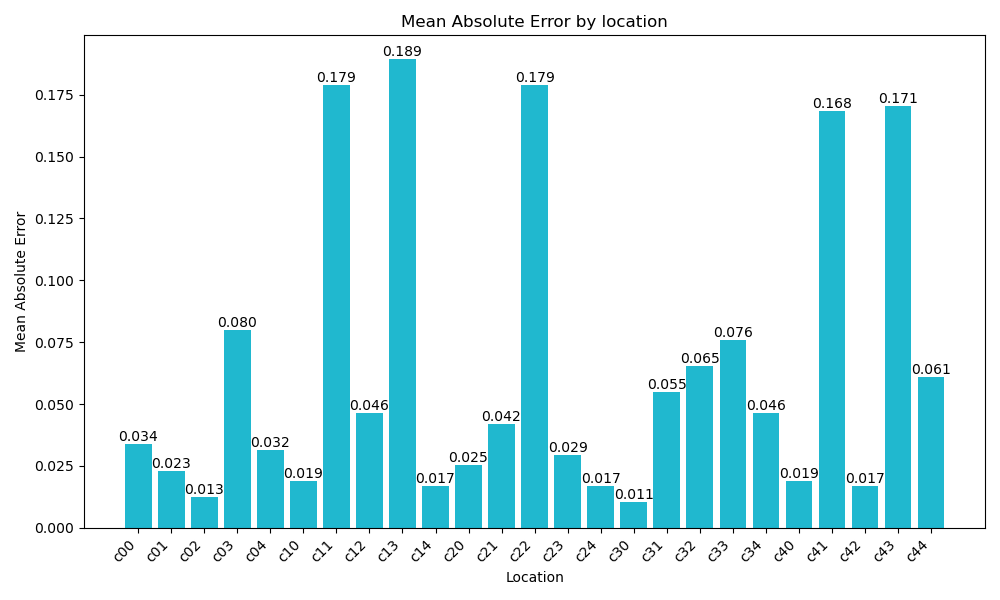 Mean Absolute Error by location
Mean Absolute Error
0.175
0.150
0.125
0.100
0.075
0.050
0.025
0.000
0.034
0.023
0.013
0.080
0.032
0.019
0.179
0.046
0.189
0.017
0.025
0.042
0.179
0.029
0.017
0.011
0.055
0.065
0.076
0.046
0.019
0.168
0.017
0.171
0.061
c00
c01
c02
c03
c04
c10
c11
c12
c13
c14
c20
c21
c22
c23
c24
c30
c31
c32
c33
c34
c40
c41
c42
c43
c44
Location